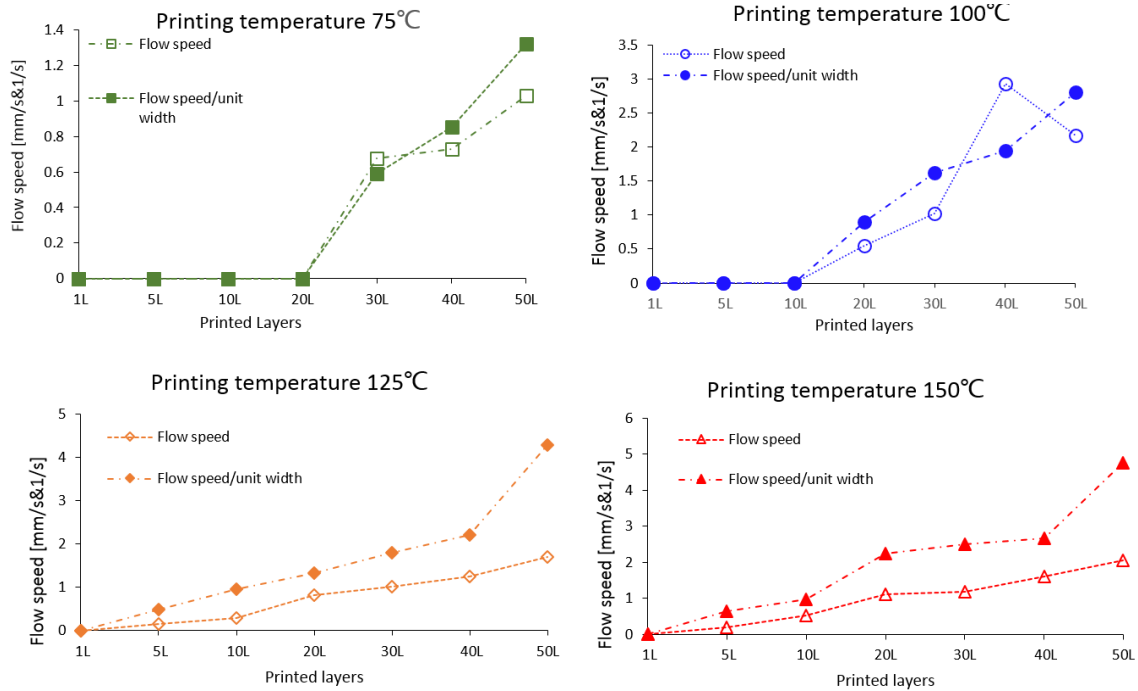 Printing temperature 75℃
Flow speed [mm/s&1/s]
1.4
1.2
1
0.8
0.6
0.4
0.2
0
Flow speed
Flow speed/unit
width
1L 5L 10L 20L 30L 40L 50L
Printed Layers
Printing temperature 100℃
Flow speed [mm/s&1/s]
3.5
3
2.5
2
1.5
1
0.5
0
Flow speed
Flow speed/unit width
1L 5L 10L 20L 30L 40L 50L
Printed layers
Printing temperature 125℃
Flow speed [mm/s&1/s]
5
4
3
2
1
0
Flow speed
Flow speed/unit width
1L 5L 10L 20L 30L 40L 50L
Printed layers
Printing temperature 150℃
Flow speed [mm/s&1/s]
6
5
4
3
2
1
0
Flow speed
Flow speed/unit width
1L 5L 10L 20L 30L 40L 50L
Printed layers